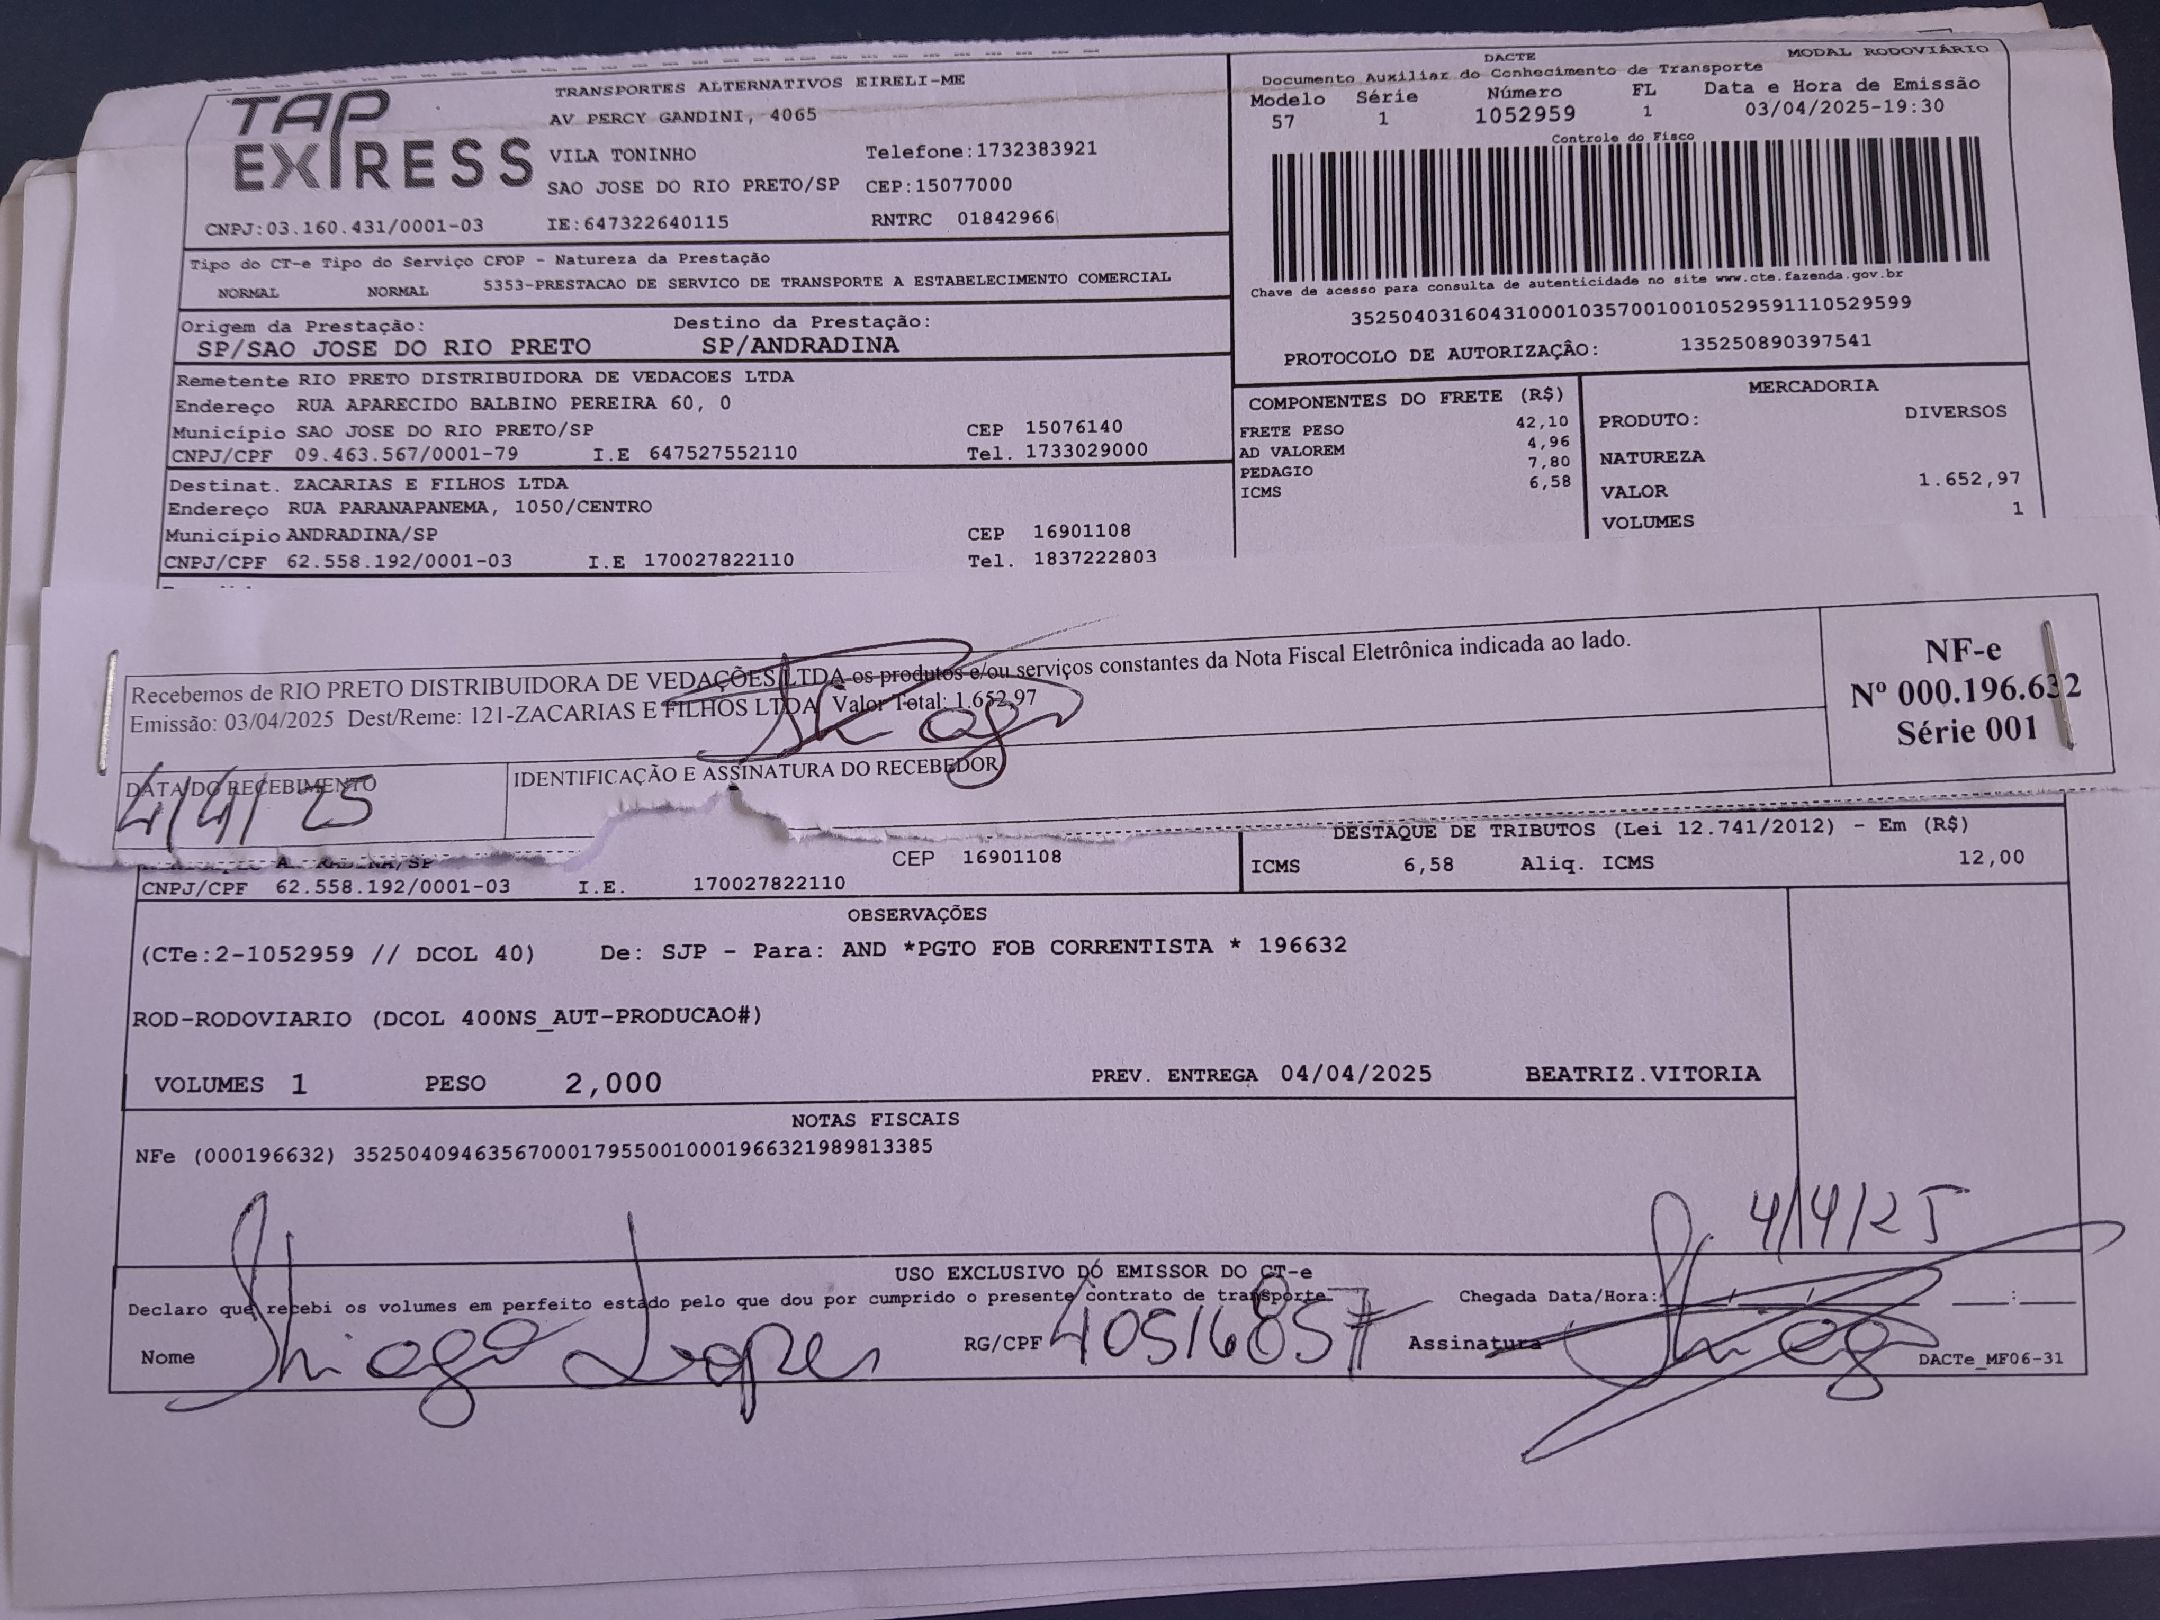 TAP EXPRESS
TRANSPORTES ALTERNATIVOS EIRELI-ME
AV PERCY GANDINI, 4065
VILA TONINHO Telefone:1732383921
SAO JOSE DO RIO PRETO/SP CEP:15077000
CNPJ:03.160.431/0001-03 IE:647322640115 RNTRC 01842966
DACTE MODAL RODOVIÁRIO
Documento Auxiliar do Conhecimento de Transporte
Modelo Série Número FL Data e Hora de Emissão
57 1 1052959 1 03/04/2025-19:30
Controle do Fisco
Chave de acesso para consulta de autenticidade no site www.cte.fazenda.gov.br
35250403160431000103570010010529591110529599
PROTOCOLO DE AUTORIZAÇÂO: 135250890397541
Tipo do CT-e Tipo do Serviço CFOP - Natureza da Prestação
NORMAL NORMAL 5353-PRESTACAO DE SERVICO DE TRANSPORTE A ESTABELECIMENTO COMERCIAL
Origem da Prestação: Destino da Prestação:
SP/SAO JOSE DO RIO PRETO SP/ANDRADINA
Remetente RIO PRETO DISTRIBUIDORA DE VEDACOES LTDA
Endereço RUA APARECIDO BALBINO PEREIRA 60, 0
Município SAO JOSE DO RIO PRETO/SP CEP 15076140
CNPJ/CPF 09.463.567/0001-79 I.E 647527552110 Tel. 1733029000
Destinat. ZACARIAS E FILHOS LTDA
Endereço RUA PARANAPANEMA, 1050/CENTRO
Município ANDRADINA/SP CEP 16901108
CNPJ/CPF 62.558.192/0001-03 I.E 170027822110 Tel. 1837222803
COMPONENTES DO FRETE (R$)
FRETE PESO 42,10
AD VALOREM 4,96
PEDAGIO 7,80
ICMS 6,58
MERCADORIA
PRODUTO: DIVERSOS
NATUREZA
VALOR 1.652,97
VOLUMES 1
Recebemos de RIO PRETO DISTRIBUIDORA DE VEDAÇÕES LTDA os produtos e/ou serviços constantes da Nota Fiscal Eletrônica indicada ao lado.
Emissão: 03/04/2025 Dest/Reme: 121-ZACARIAS E FILHOS LTDA Valor Total: 1.652,97
Thiago
DATA DO RECEBIMENTO IDENTIFICAÇÃO E ASSINATURA DO RECEBEDOR
4/4/25
NF-e
Nº 000.196.632
Série 001
CEP 16901108
CNPJ/CPF 62.558.192/0001-03 I.E. 170027822110
DESTAQUE DE TRIBUTOS (Lei 12.741/2012) - Em (R$)
ICMS 6,58 Aliq. ICMS 12,00
OBSERVAÇÕES
(CTe:2-1052959 // DCOL 40) De: SJP - Para: AND *PGTO FOB CORRENTISTA * 196632
ROD-RODOVIARIO (DCOL 400NS_AUT-PRODUCAO#)
VOLUMES 1 PESO 2,000 PREV. ENTREGA 04/04/2025 BEATRIZ.VITORIA
NOTAS FISCAIS
NFe (000196632) 35250409463567000179550010001966321989813385
4/4/25
USO EXCLUSIVO DO EMISSOR DO CT-e
Declaro que recebi os volumes em perfeito estado pelo que dou por cumprido o presente contrato de transporte. Chegada Data/Hora:
Nome Thiago Lopes RG/CPF 40516857 Assinatura Thiago
DACTe_MF06-31